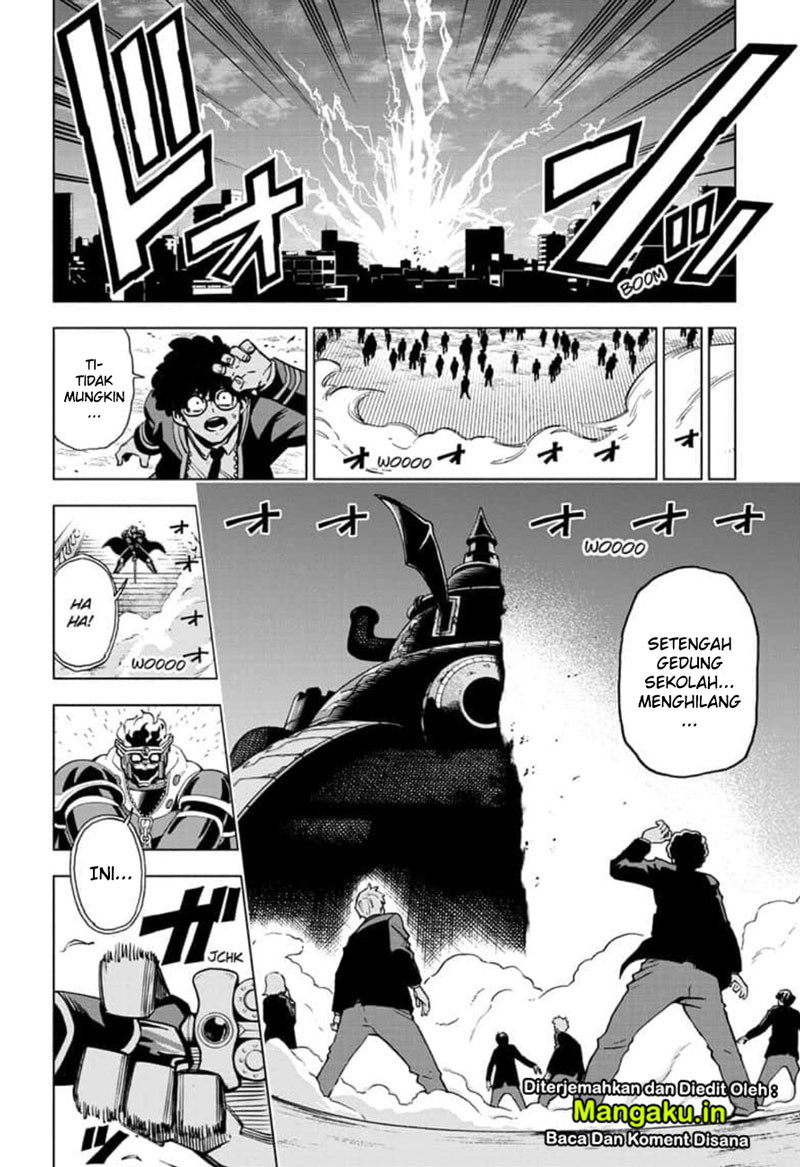 ドォン
ッ
BOOM
TI-
TIDAK
MUNGKIN
...
オ オ オ オ
WOOOO
オ オ オ オ オ
WOOOO
SETENGAH
GEDUNG
SEKOLAH...
MENGHILANG
...
HA
HA!
オ オ オ オ
WOOOO
INI...
ガ
JCHK
Diterjemahkan dan Diedit Oleh :
Mangaku.in
Baca Dan Koment Disana